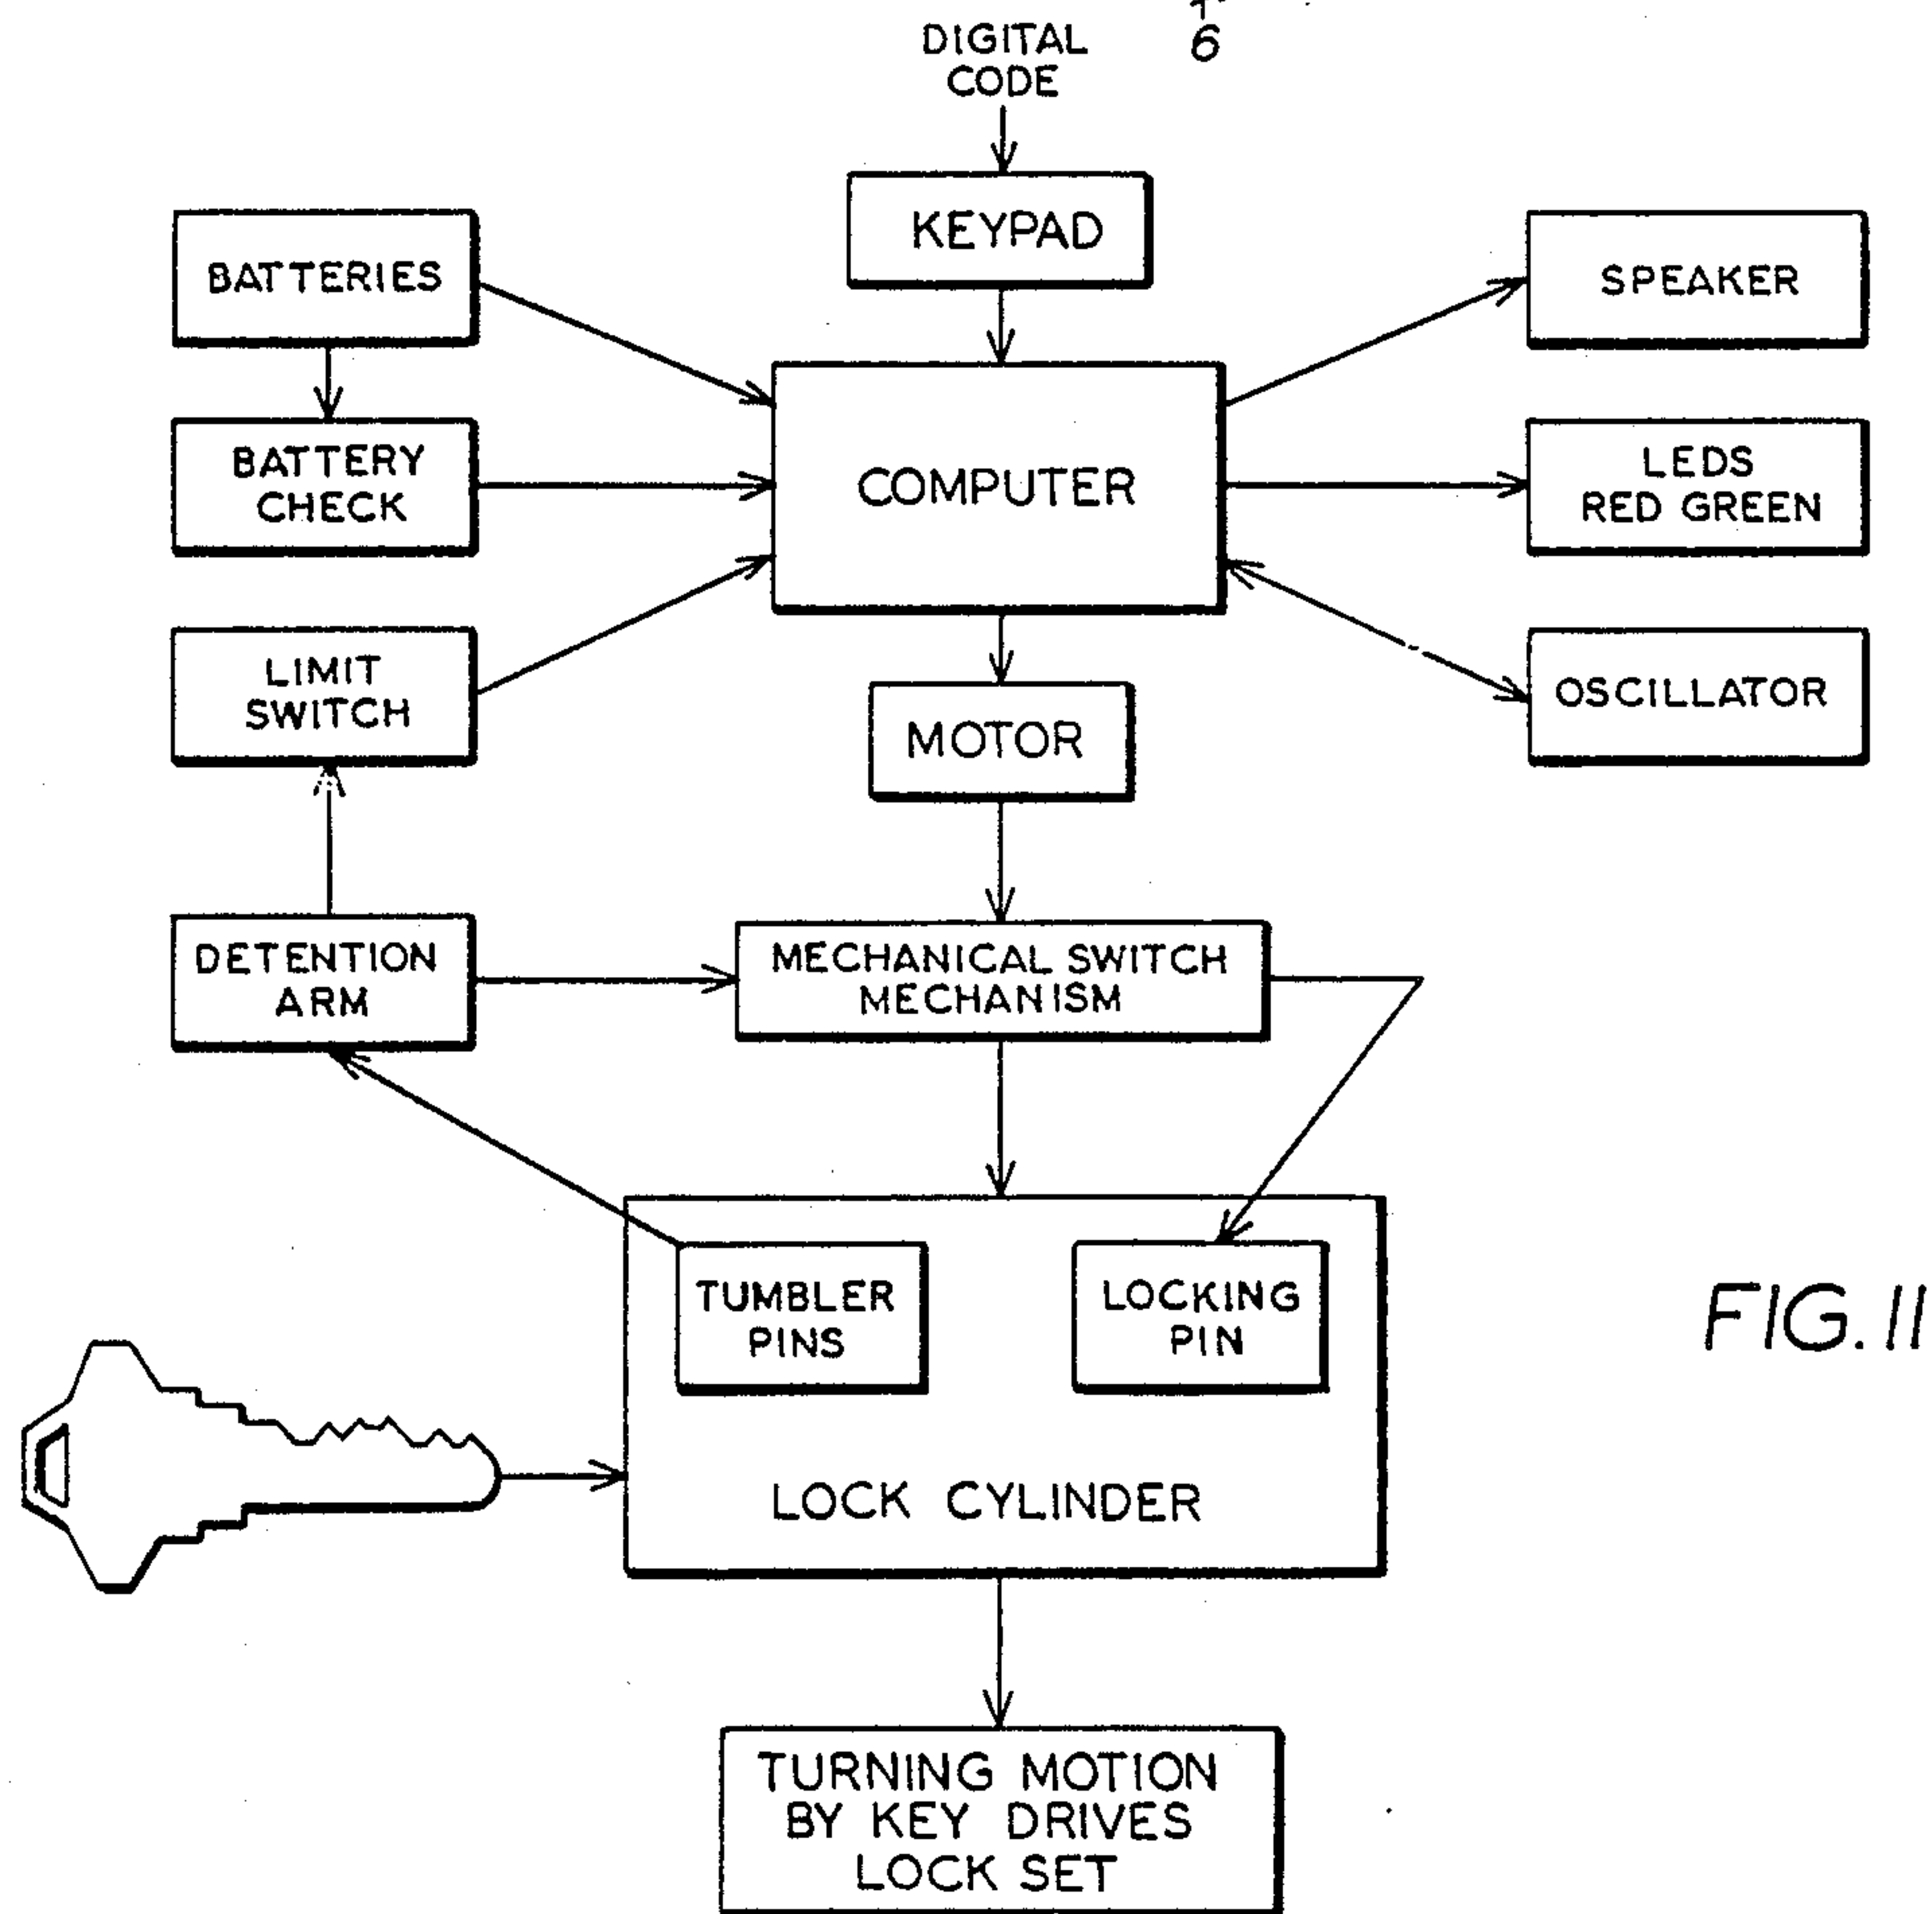 6
DIGITAL
CODE
KEYPAD
BATTERIES
SPEAKER
BATTERY
CHECK
COMPUTER
LEDS
RED GREEN
LIMIT
SWITCH
MOTOR
OSCILLATOR
DETENTION
ARM
MECHANICAL SWITCH
MECHANISM
TUMBLER
PINS
LOCKING
PIN
FIG. 11
LOCK CYLINDER
TURNING MOTION
BY KEY DRIVES
LOCK SET